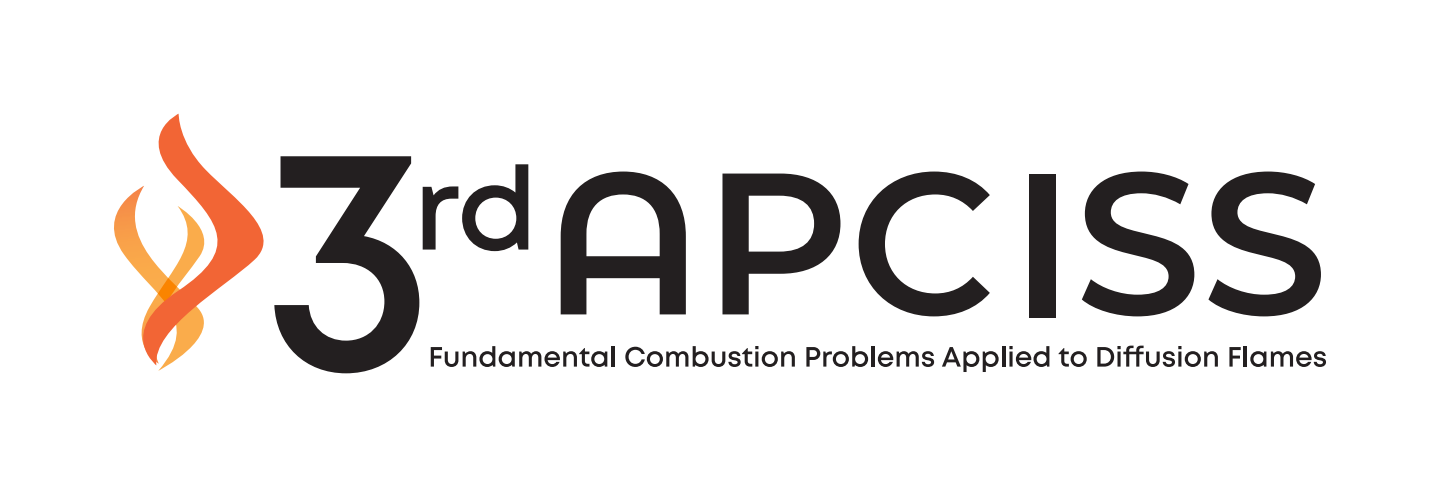 3rd APCISS
Fundamental Combustion Problems Applied to Diffusion Flames